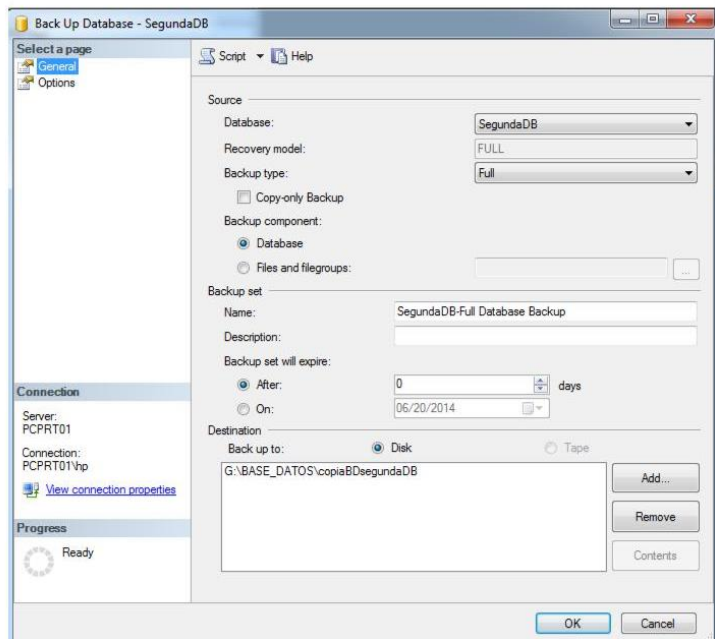 Back Up Database - SegundaDB
Select a page
General
Options
Script Help
Source
Database: SegundaDB
Recovery model: FULL
Backup type: Full
Copy-only Backup
Backup component:
Database
Files and filegroups: ...
Backup set
Name: SegundaDB-Full Database Backup
Description:
Backup set will expire:
After: 0 days
On: 06/20/2014
Destination
Back up to: Disk Tape
G:\BASE_DATOS\copiaBDsegundaDB
Add...
Remove
Contents
Connection
Server:
PCPRT01
Connection:
PCPRT01\hp
View connection properties
Progress
Ready
OK Cancel